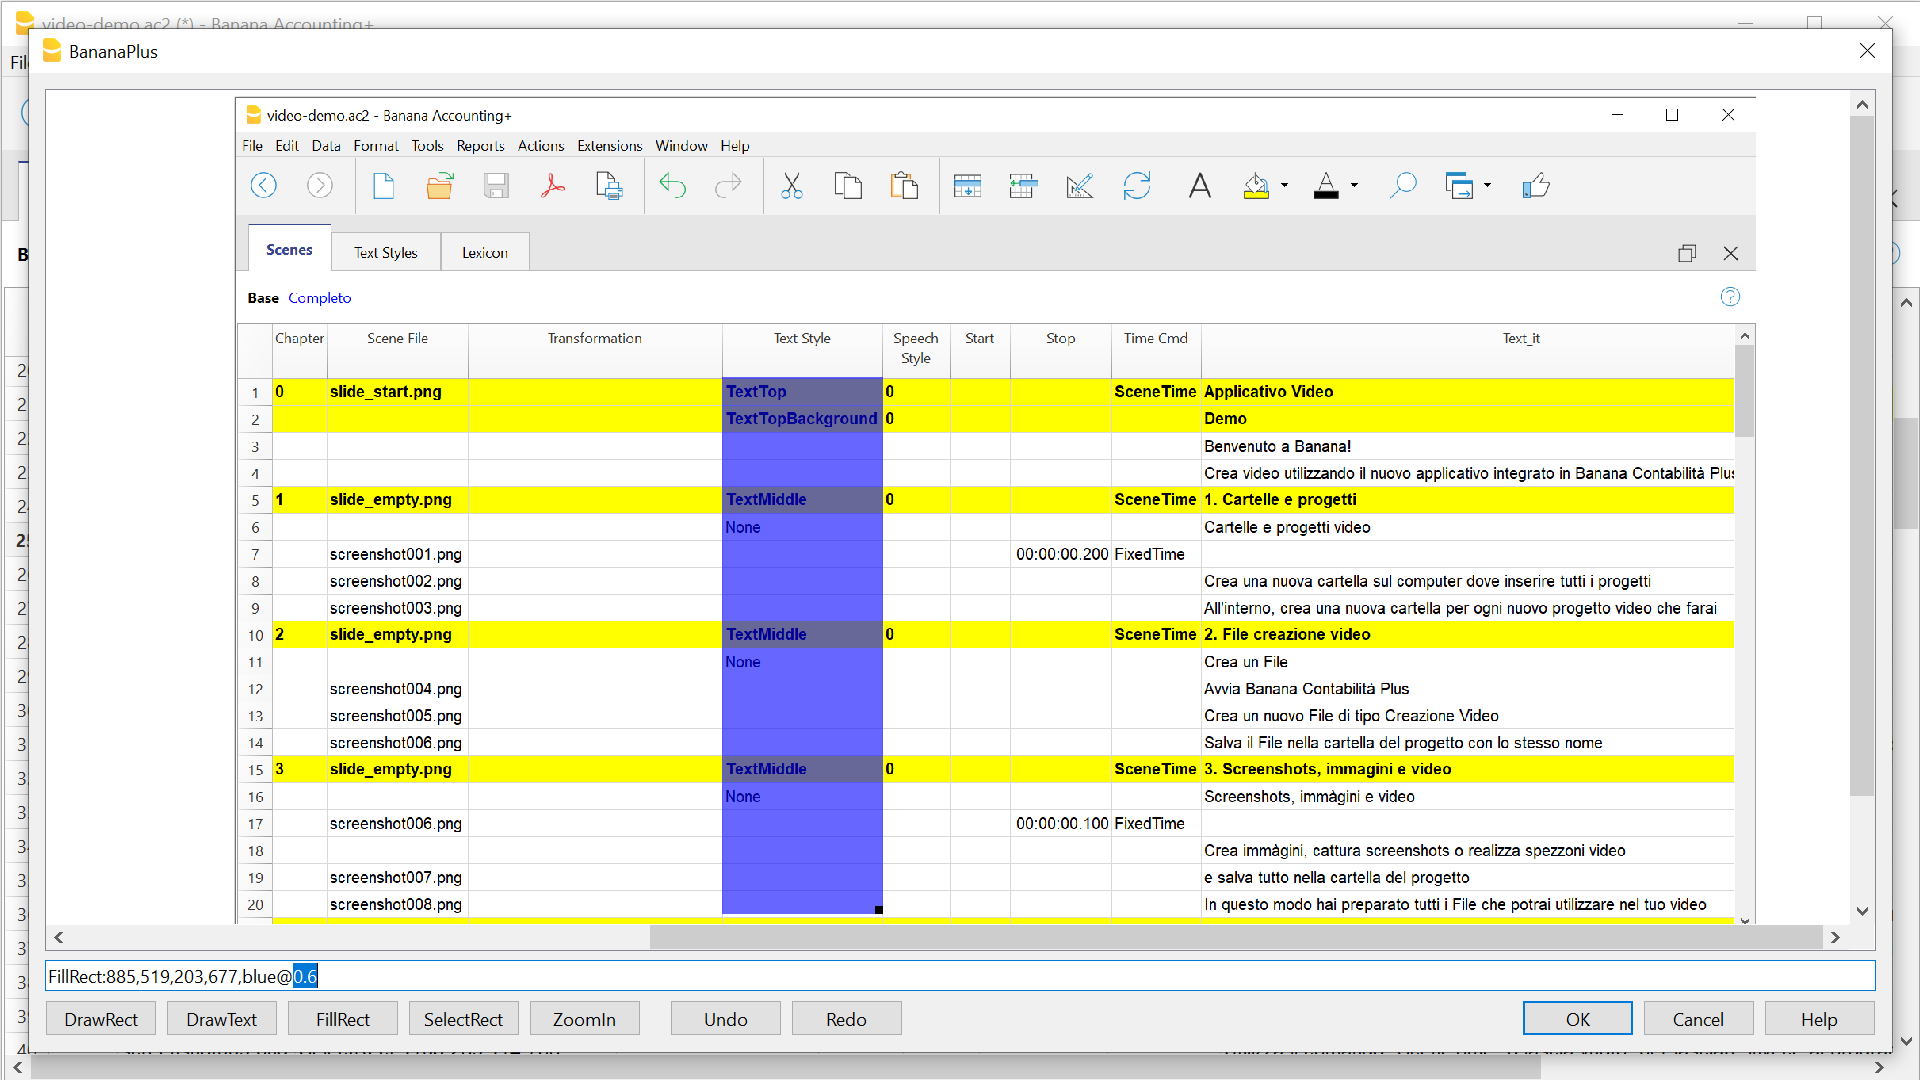 video-demo.ac2 (*) - Banana Accounting+
BananaPlus
video-demo.ac2 - Banana Accounting+
File Edit Data Format Tools Reports Actions Extensions Window Help
Scenes Text Styles Lexicon
Base Completo
Chapter Scene File Transformation Text Style Speech Style Start Stop Time Cmd Text_it
1 0 slide_start.png TextTop 0 SceneTime Applicativo Video
2 TextTopBackground 0 Demo
3 Benvenuto a Banana!
4 Crea video utilizzando il nuovo applicativo integrato in Banana Contabilità Plus
5 1 slide_empty.png TextMiddle 0 SceneTime 1. Cartelle e progetti
6 None Cartelle e progetti video
7 screenshot001.png 00:00:00.200 FixedTime
8 screenshot002.png Crea una nuova cartella sul computer dove inserire tutti i progetti
9 screenshot003.png All'interno, crea una nuova cartella per ogni nuovo progetto video che farai
10 2 slide_empty.png TextMiddle 0 SceneTime 2. File creazione video
11 None Crea un File
12 screenshot004.png Avvia Banana Contabilità Plus
13 screenshot005.png Crea un nuovo File di tipo Creazione Video
14 screenshot006.png Salva il File nella cartella del progetto con lo stesso nome
15 3 slide_empty.png TextMiddle 0 SceneTime 3. Screenshots, immagini e video
16 None Screenshots, immàgini e video
17 screenshot006.png 00:00:00.100 FixedTime
18 Crea immàgini, cattura screenshots o realizza spezzoni video
19 screenshot007.png e salva tutto nella cartella del progetto
20 screenshot008.png In questo modo hai preparato tutti i File che potrai utilizzare nel tuo video
FillRect:885,519,203,677,blue@0.6
DrawRect DrawText FillRect SelectRect ZoomIn Undo Redo OK Cancel Help